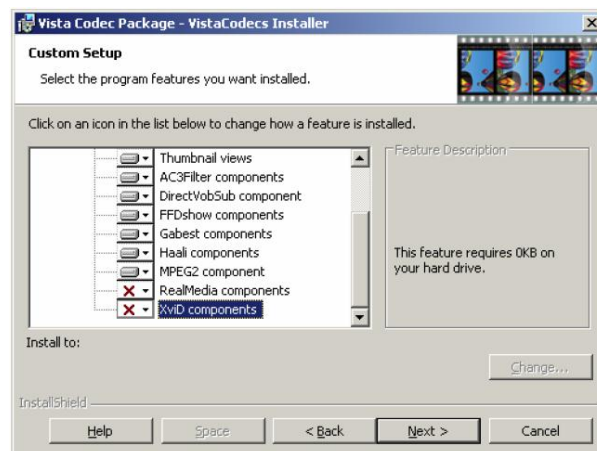 Vista Codec Package - VistaCodecs Installer
Custom Setup
Select the program features you want installed.
Click on an icon in the list below to change how a feature is installed.
Thumbnail views
AC3Filter components
DirectVobSub component
FFDshow components
Gabest components
Haali components
MPEG2 component
RealMedia components
XviD components
Feature Description
This feature requires 0KB on
your hard drive.
Install to:
Change...
InstallShield
Help
Space
< Back
Next >
Cancel